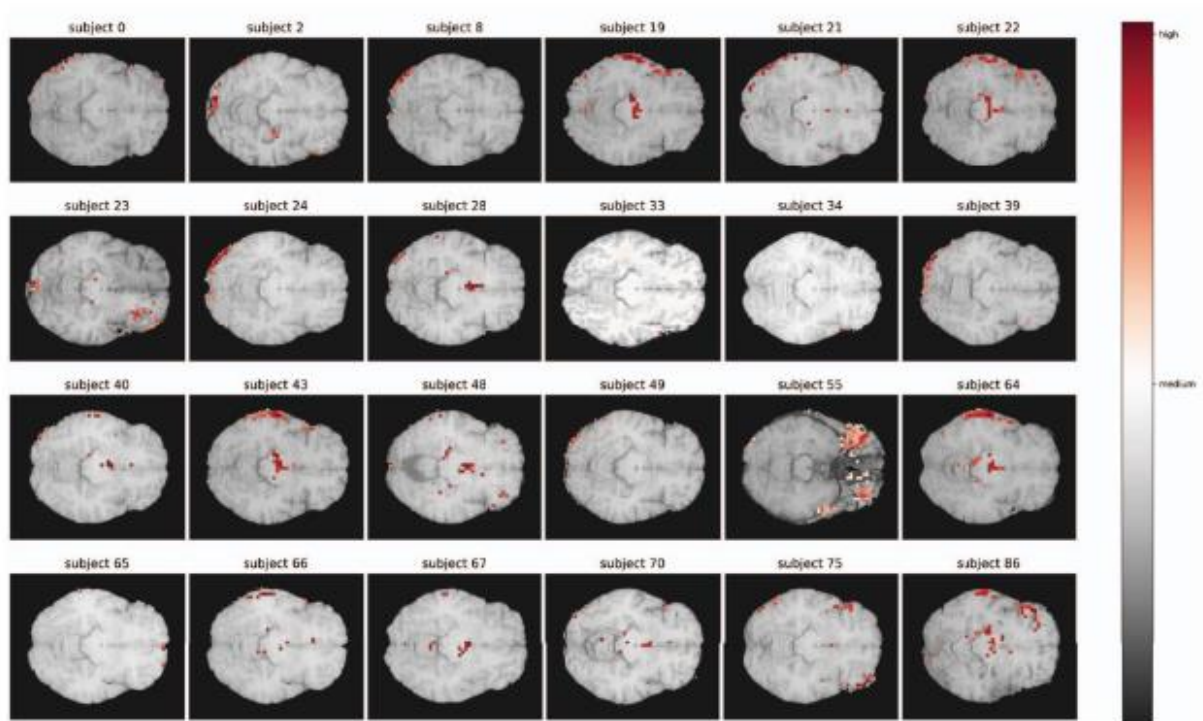 subject 0 subject 2 subject 8 subject 19 subject 21 subject 22
high
subject 23 subject 24 subject 28 subject 33 subject 34 subject 39
medium
subject 40 subject 43 subject 48 subject 49 subject 55 subject 64
subject 65 subject 66 subject 67 subject 70 subject 75 subject 86